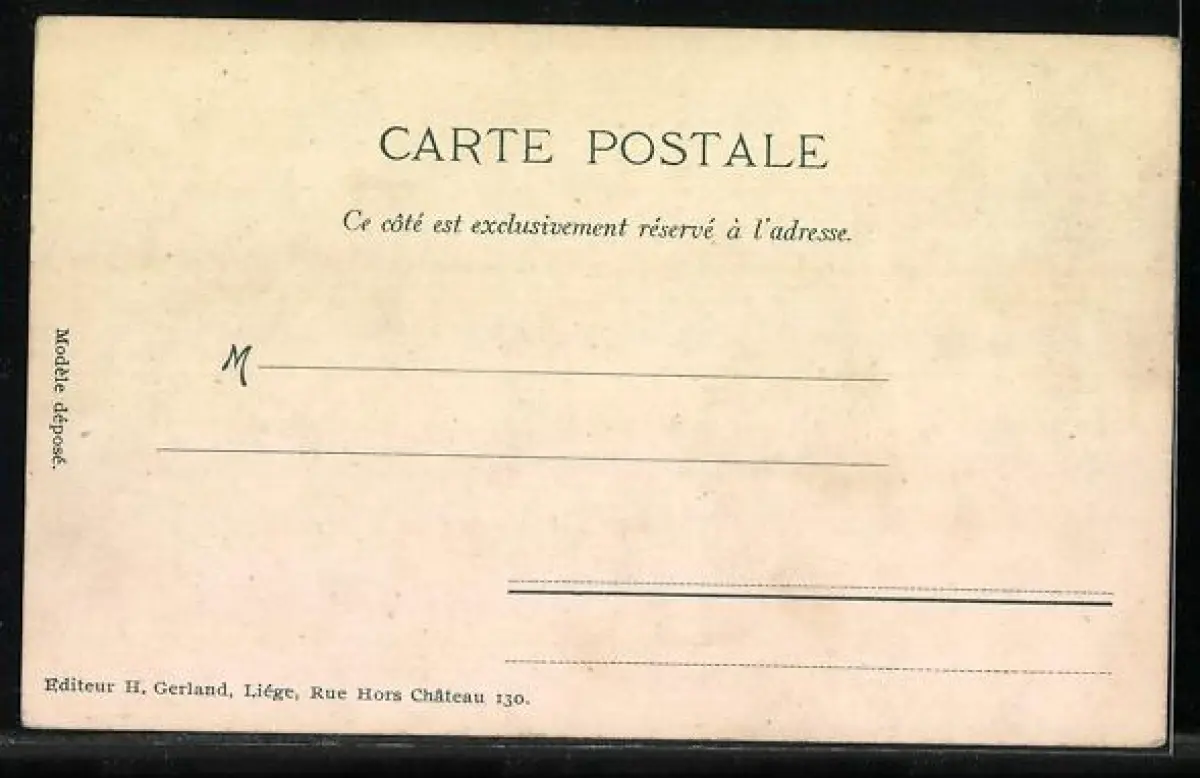 CARTE POSTALE
Ce côté est exclusivement réservé à l'adresse.
M
Modèle déposé.
Editeur H. Gerland, Liége, Rue Hors Château 130.